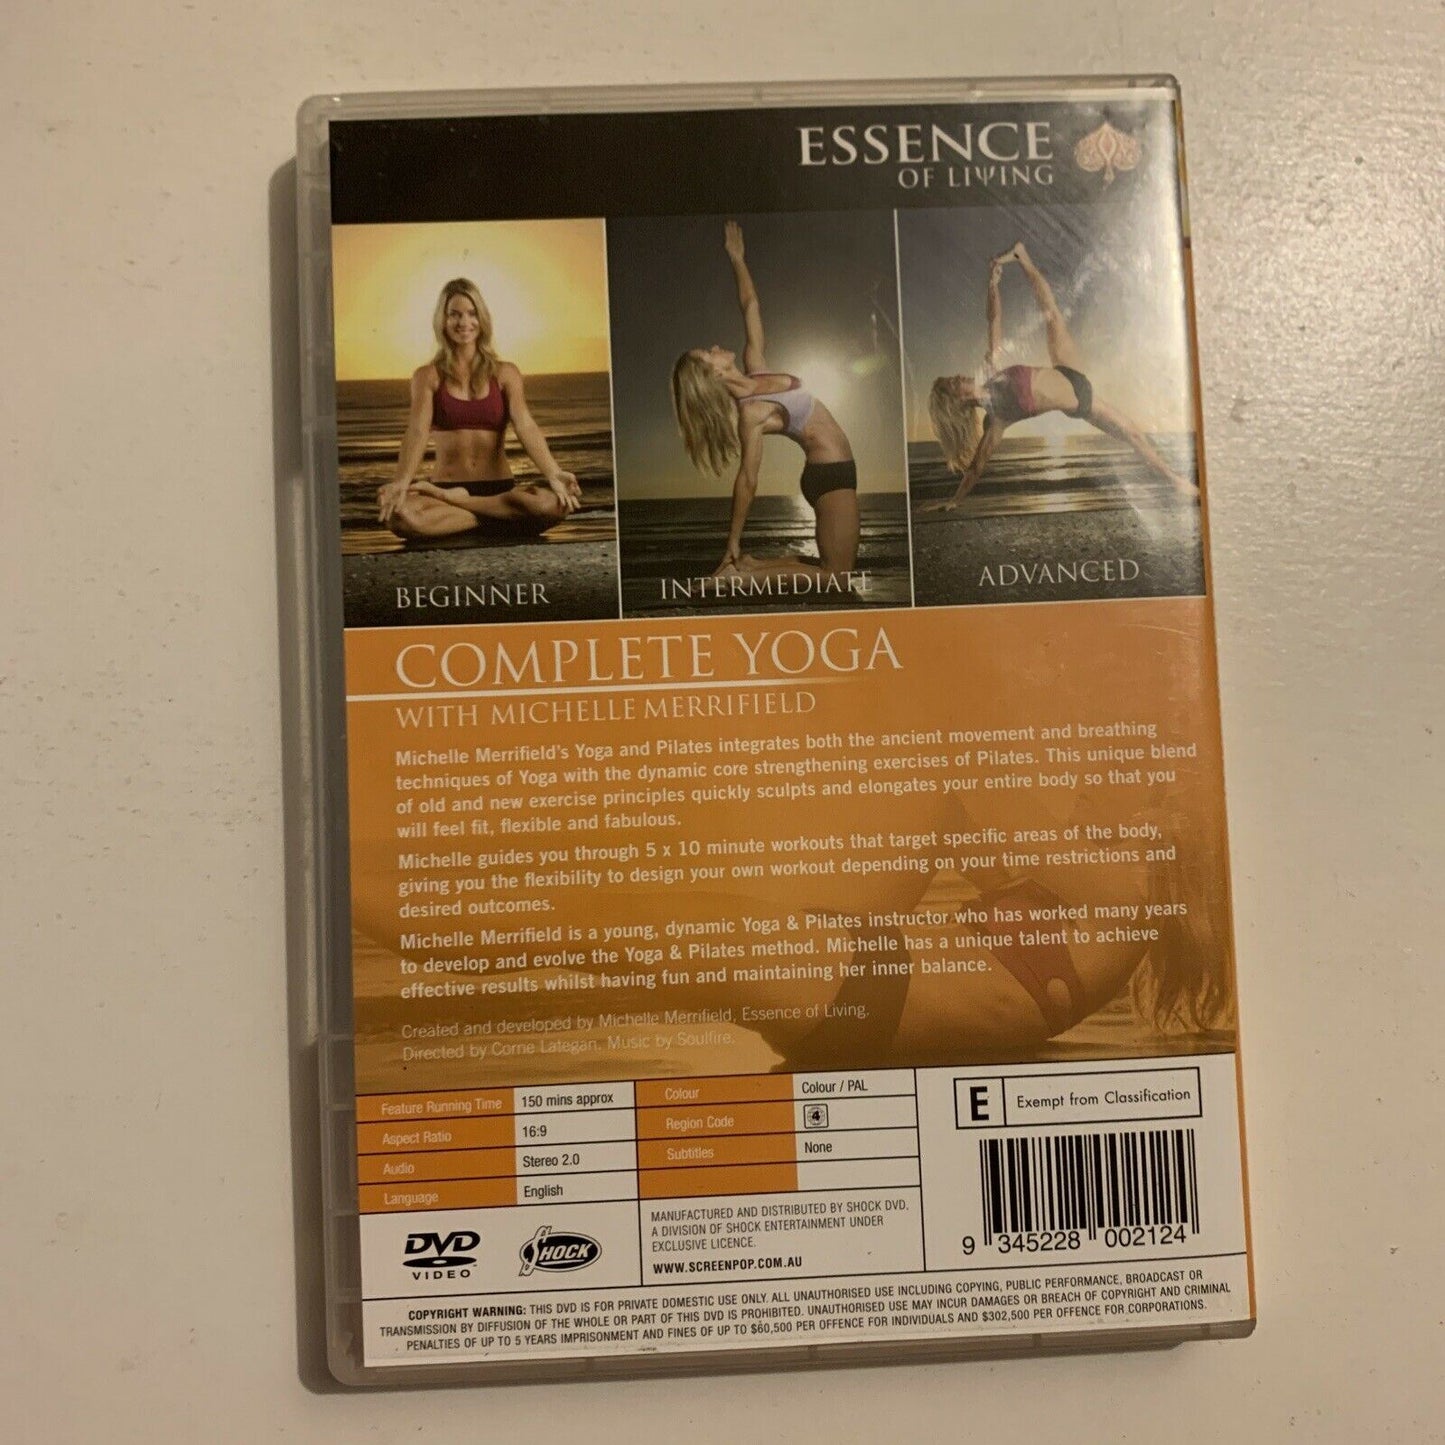 ESSENCE
OF LIVING
BEGINNER
INTERMEDIATE
ADVANCED
COMPLETE YOGA
WITH MICHELLE MERRIFIELD
Michelle Merrifield's Yoga and Pilates integrates both the ancient movement and breathing
techniques of Yoga with the dynamic core strengthening exercises of Pilates. This unique blend
of old and new exercise principles quickly sculpts and elongates your entire body so that you
will feel fit, flexible and fabulous.
Michelle guides you through 5 x 10 minute workouts that target specific areas of the body,
giving you the flexibility to design your own workout depending on your time restrictions and
desired outcomes.
Michelle Merrifield is a young, dynamic Yoga & Pilates instructor who has worked many years
to develop and evolve the Yoga & Pilates method. Michelle has a unique talent to achieve
effective results whilst having fun and maintaining her inner balance.
Created and developed by Michelle Merrifield, Essence of Living.
Directed by Corne Lategan. Music by Soulfire.
Feature Running Time 150 mins approx
Aspect Ratio 16:9
Audio Stereo 2.0
Language English
Colour Colour / PAL
Region Code 4
Subtitles None
E Exempt from Classification
DVD
VIDEO
SHOCK
MANUFACTURED AND DISTRIBUTED BY SHOCK DVD.
A DIVISION OF SHOCK ENTERTAINMENT UNDER
EXCLUSIVE LICENCE.
WWW.SCREENPOP.COM.AU
9 345228 002124
COPYRIGHT WARNING: THIS DVD IS FOR PRIVATE DOMESTIC USE ONLY. ALL UNAUTHORISED USE INCLUDING COPYING, PUBLIC PERFORMANCE, BROADCAST OR
TRANSMISSION BY DIFFUSION OF THE WHOLE OR PART OF THIS DVD IS PROHIBITED. UNAUTHORISED USE MAY INCUR DAMAGES OR BREACH OF COPYRIGHT AND CRIMINAL
PENALTIES OF UP TO 5 YEARS IMPRISONMENT AND FINES OF UP TO $60,500 PER OFFENCE FOR INDIVIDUALS AND $302,500 PER OFFENCE FOR CORPORATIONS.